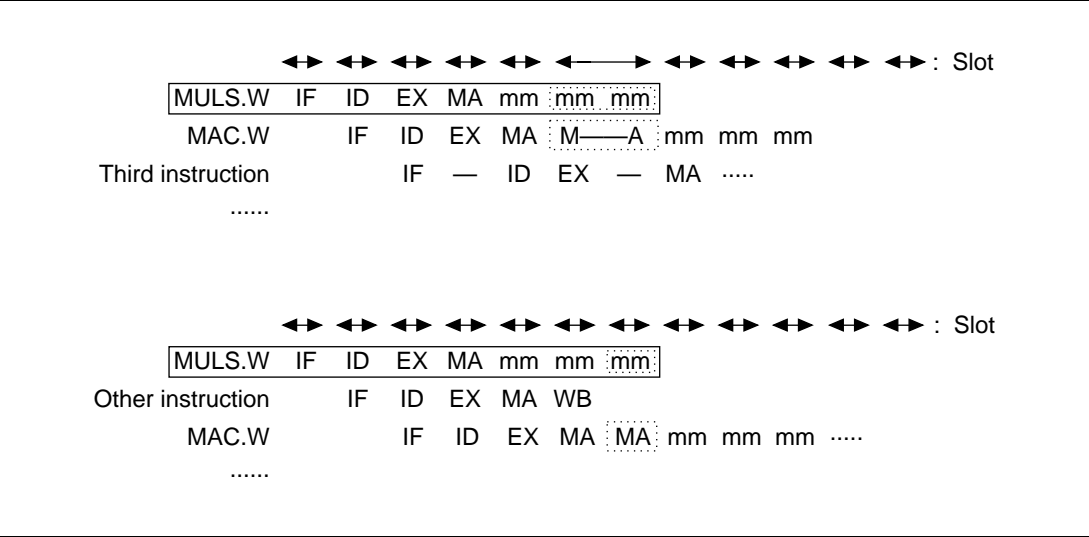 : Slot
MULS.W IF ID EX MA mm mm mm
MAC.W IF ID EX MA M——A mm mm mm
Third instruction IF — ID EX — MA ·····
······
: Slot
MULS.W IF ID EX MA mm mm mm
Other instruction IF ID EX MA WB
MAC.W IF ID EX MA MA mm mm mm ·····
······